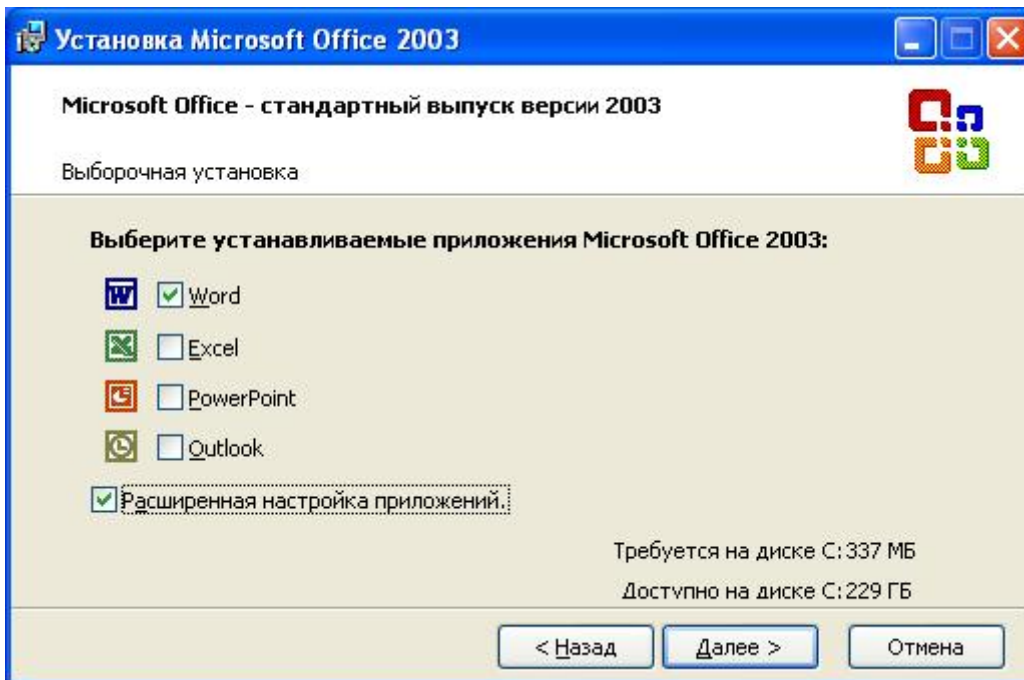 Установка Microsoft Office 2003
Microsoft Office - стандартный выпуск версии 2003
Выборочная установка
Выберите устанавливаемые приложения Microsoft Office 2003:
Word
Excel
PowerPoint
Outlook
Расширенная настройка приложений.
Требуется на диске C: 337 МБ
Доступно на диске C: 229 ГБ
< Назад Далее > Отмена